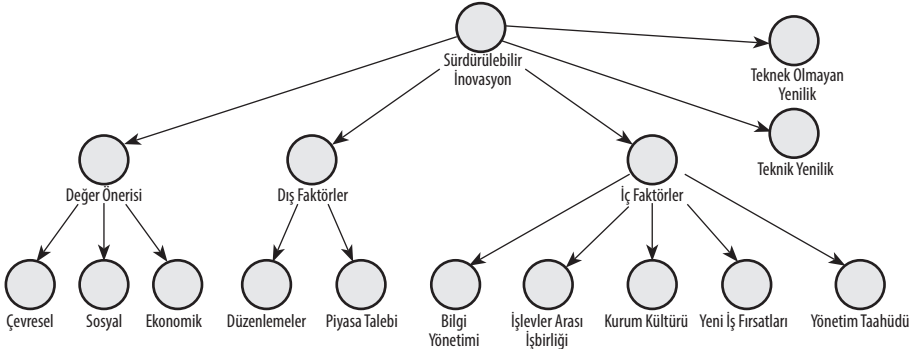 Sürdürülebilir
İnovasyon
Teknek Olmayan
Yenilik
Teknik Yenilik
Değer Önerisi
Dış Faktörler
İç Faktörler
Çevresel
Sosyal
Ekonomik
Düzenlemeler
Piyasa Talebi
Bilgi
Yönetimi
İşlevler Arası
İşbirliği
Kurum Kültürü
Yeni İş Fırsatları
Yönetim Taahüdü